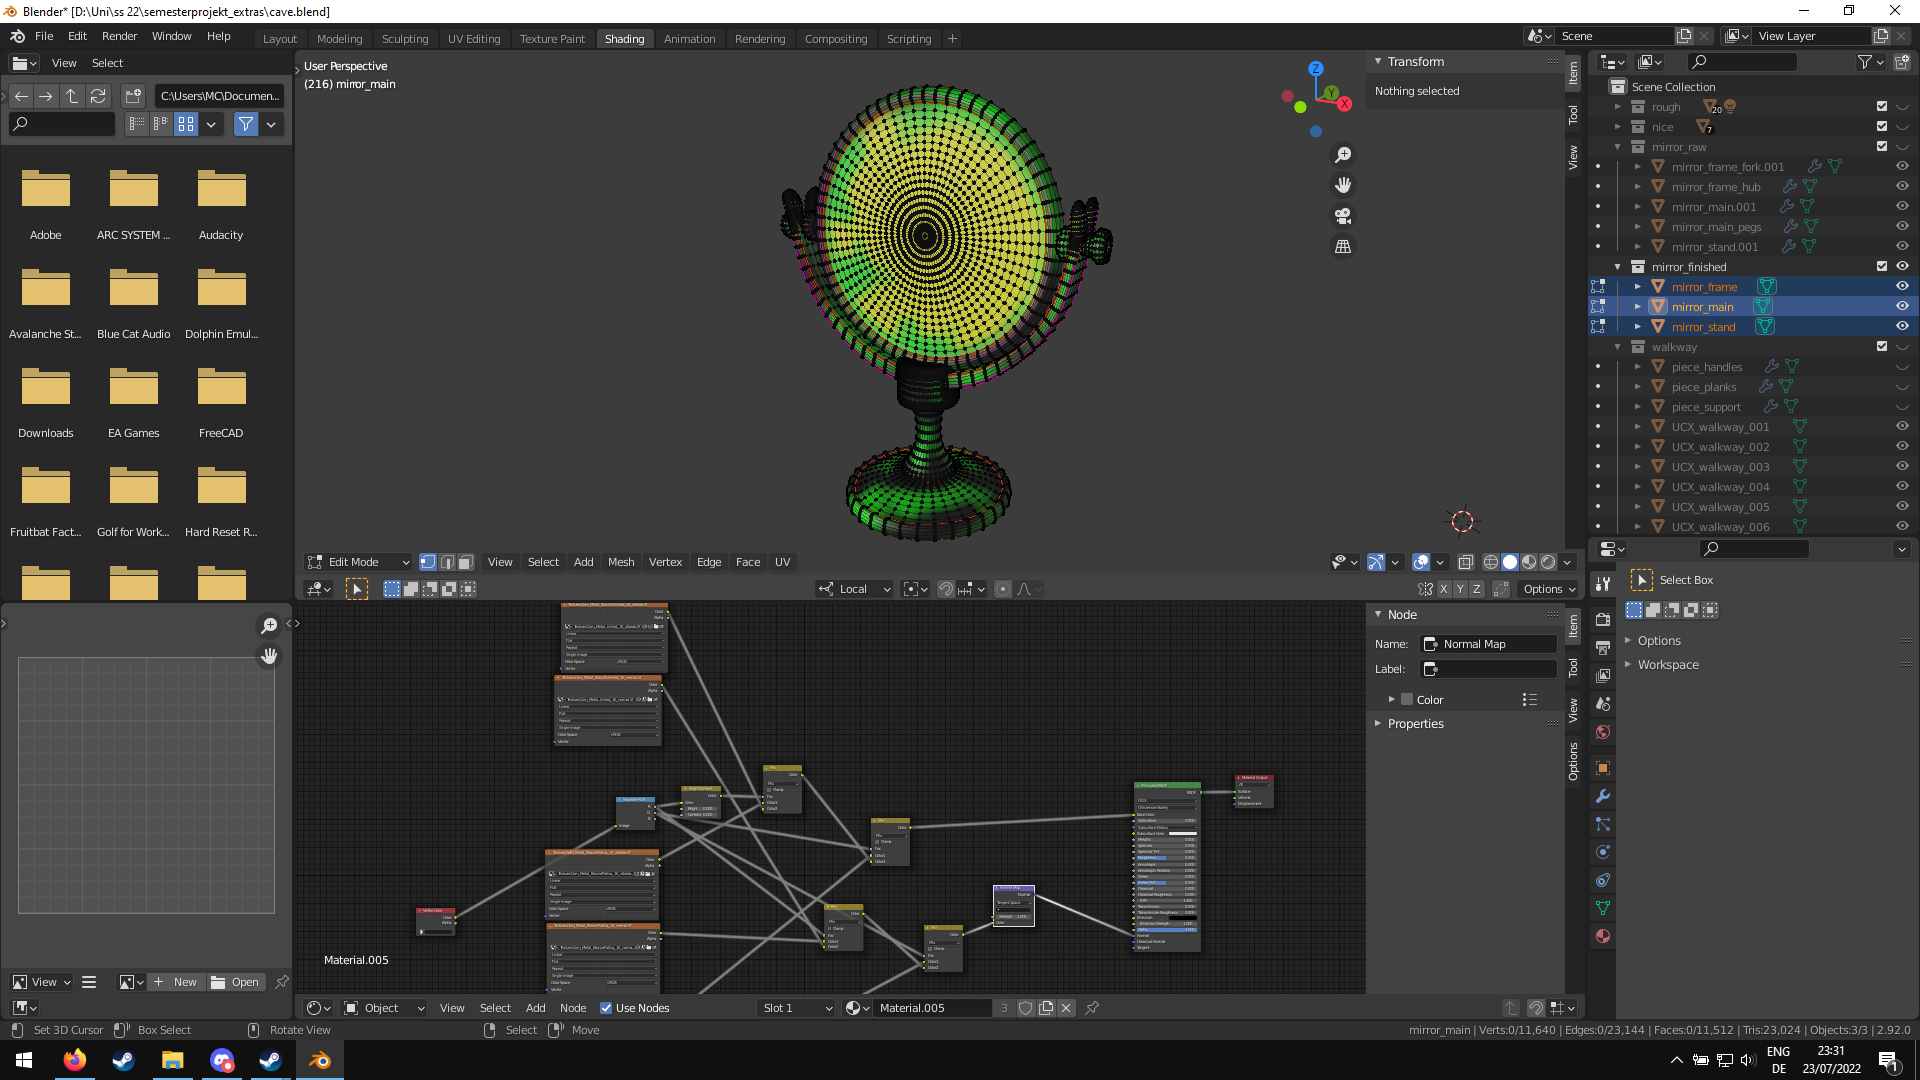 Blender* [D:\Uni\ss 22\semesterprojekt_extras\cave.blend]
File Edit Render Window Help
Layout Modeling Sculpting UV Editing Texture Paint Shading Animation Rendering Compositing Scripting +
Scene
View Layer
View Select
C:\Users\MC\Documen...
Adobe
ARC SYSTEM ...
Audacity
Avalanche St...
Blue Cat Audio
Dolphin Emul...
Downloads
EA Games
FreeCAD
Fruitbat Fact...
Golf for Work...
Hard Reset R...
User Perspective
(216) mirror_main
Z
Y
X
Transform
Nothing selected
Item
Tool
View
Scene Collection
rough 20
nice 7
mirror_raw
mirror_frame_fork.001
mirror_frame_hub
mirror_main.001
mirror_main_pegs
mirror_stand.001
mirror_finished
mirror_frame
mirror_main
mirror_stand
walkway
piece_handles
piece_planks
piece_support
UCX_walkway_001
UCX_walkway_002
UCX_walkway_003
UCX_walkway_004
UCX_walkway_005
UCX_walkway_006
Edit Mode
View Select Add Mesh Vertex Edge Face UV
Local
X Y Z
Options
Select Box
Options
Workspace
Node
Name: Normal Map
Label:
Color
Properties
Item
Tool
View
Options
Material.005
View
New
Open
Object
View Select Add Node
Use Nodes
Slot 1
Material.005
3
Set 3D Cursor
Box Select
Rotate View
Select
Move
mirror_main | Verts:0/11,640 | Edges:0/23,144 | Faces:0/11,512 | Tris:23,024 | Objects:3/3 | 2.92.0
ENG
DE
23:31
23/07/2022
1